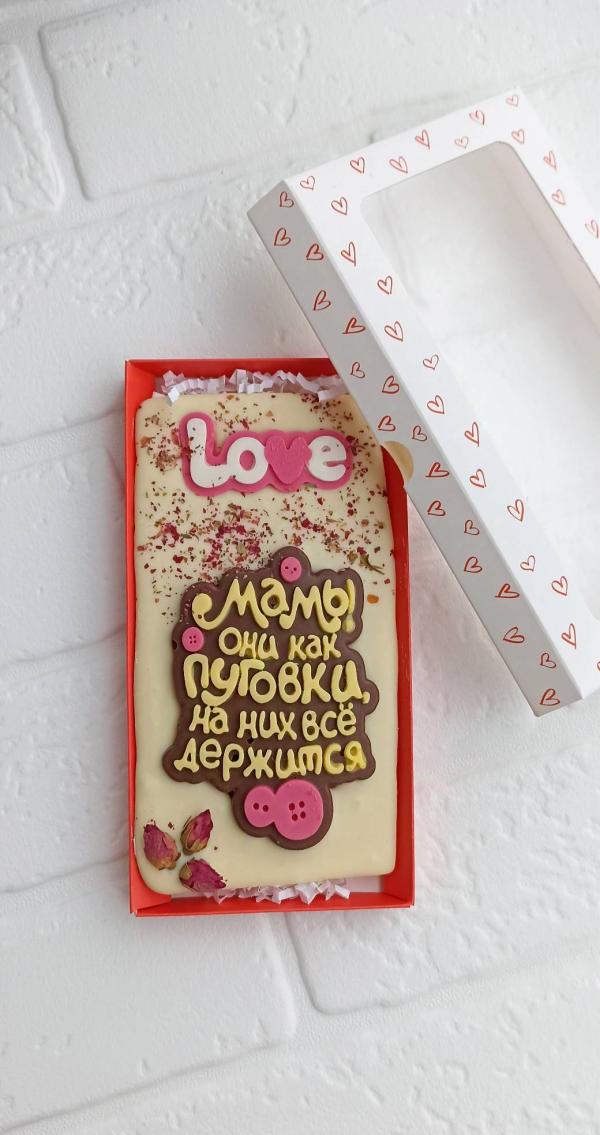 Love
Мамы!
они как
пуговки,
на них всё
держится